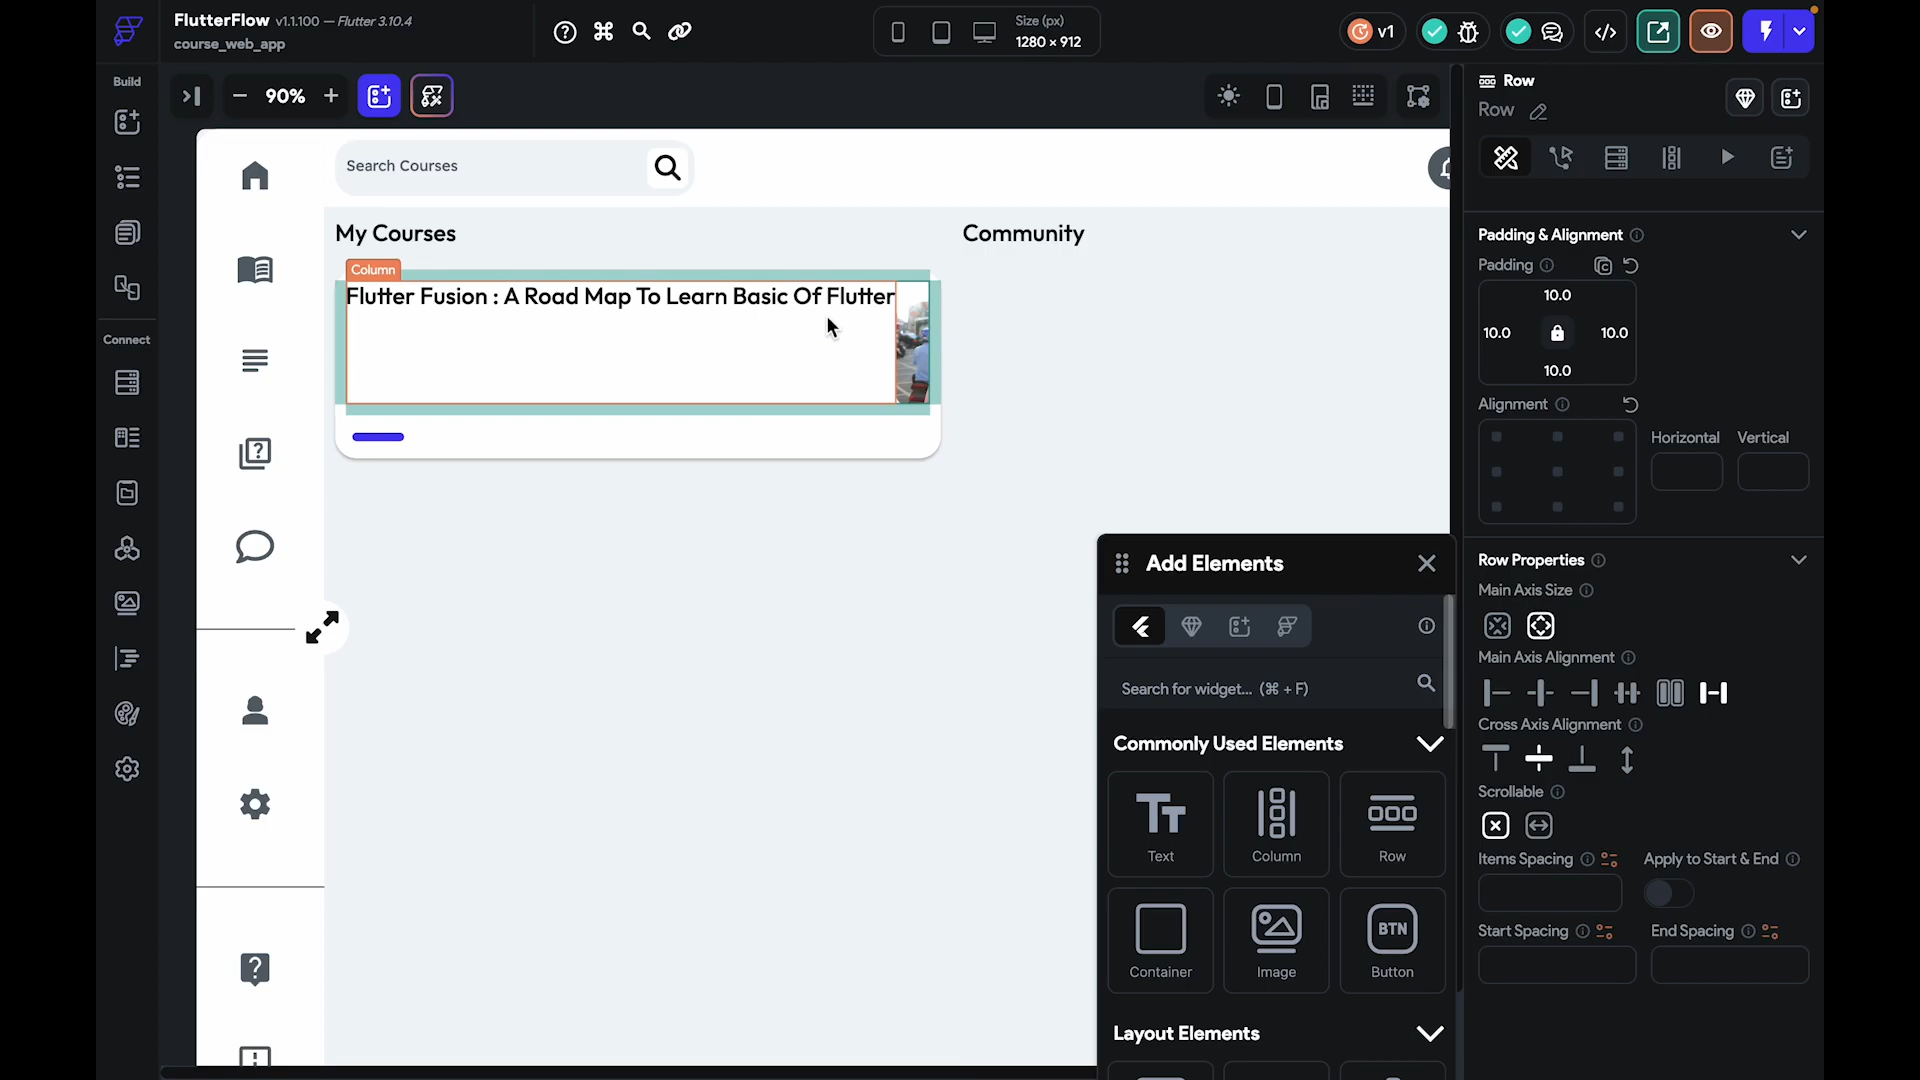 FlutterFlow v1.1.100 — Flutter 3.10.4
course_web_app
Size (px)
1280 × 912
v1
Build
90%
Row
Row
Search Courses
My Courses
Community
Column
Flutter Fusion : A Road Map To Learn Basic Of Flutter
Connect
Padding & Alignment
Padding
10.0
10.0
10.0
10.0
Alignment
Horizontal
Vertical
Row Properties
Main Axis Size
Main Axis Alignment
Cross Axis Alignment
Scrollable
Items Spacing
Apply to Start & End
Start Spacing
End Spacing
Add Elements
Search for widget... (⌘ + F)
Commonly Used Elements
Text
Column
Row
Container
Image
BTN
Button
Layout Elements